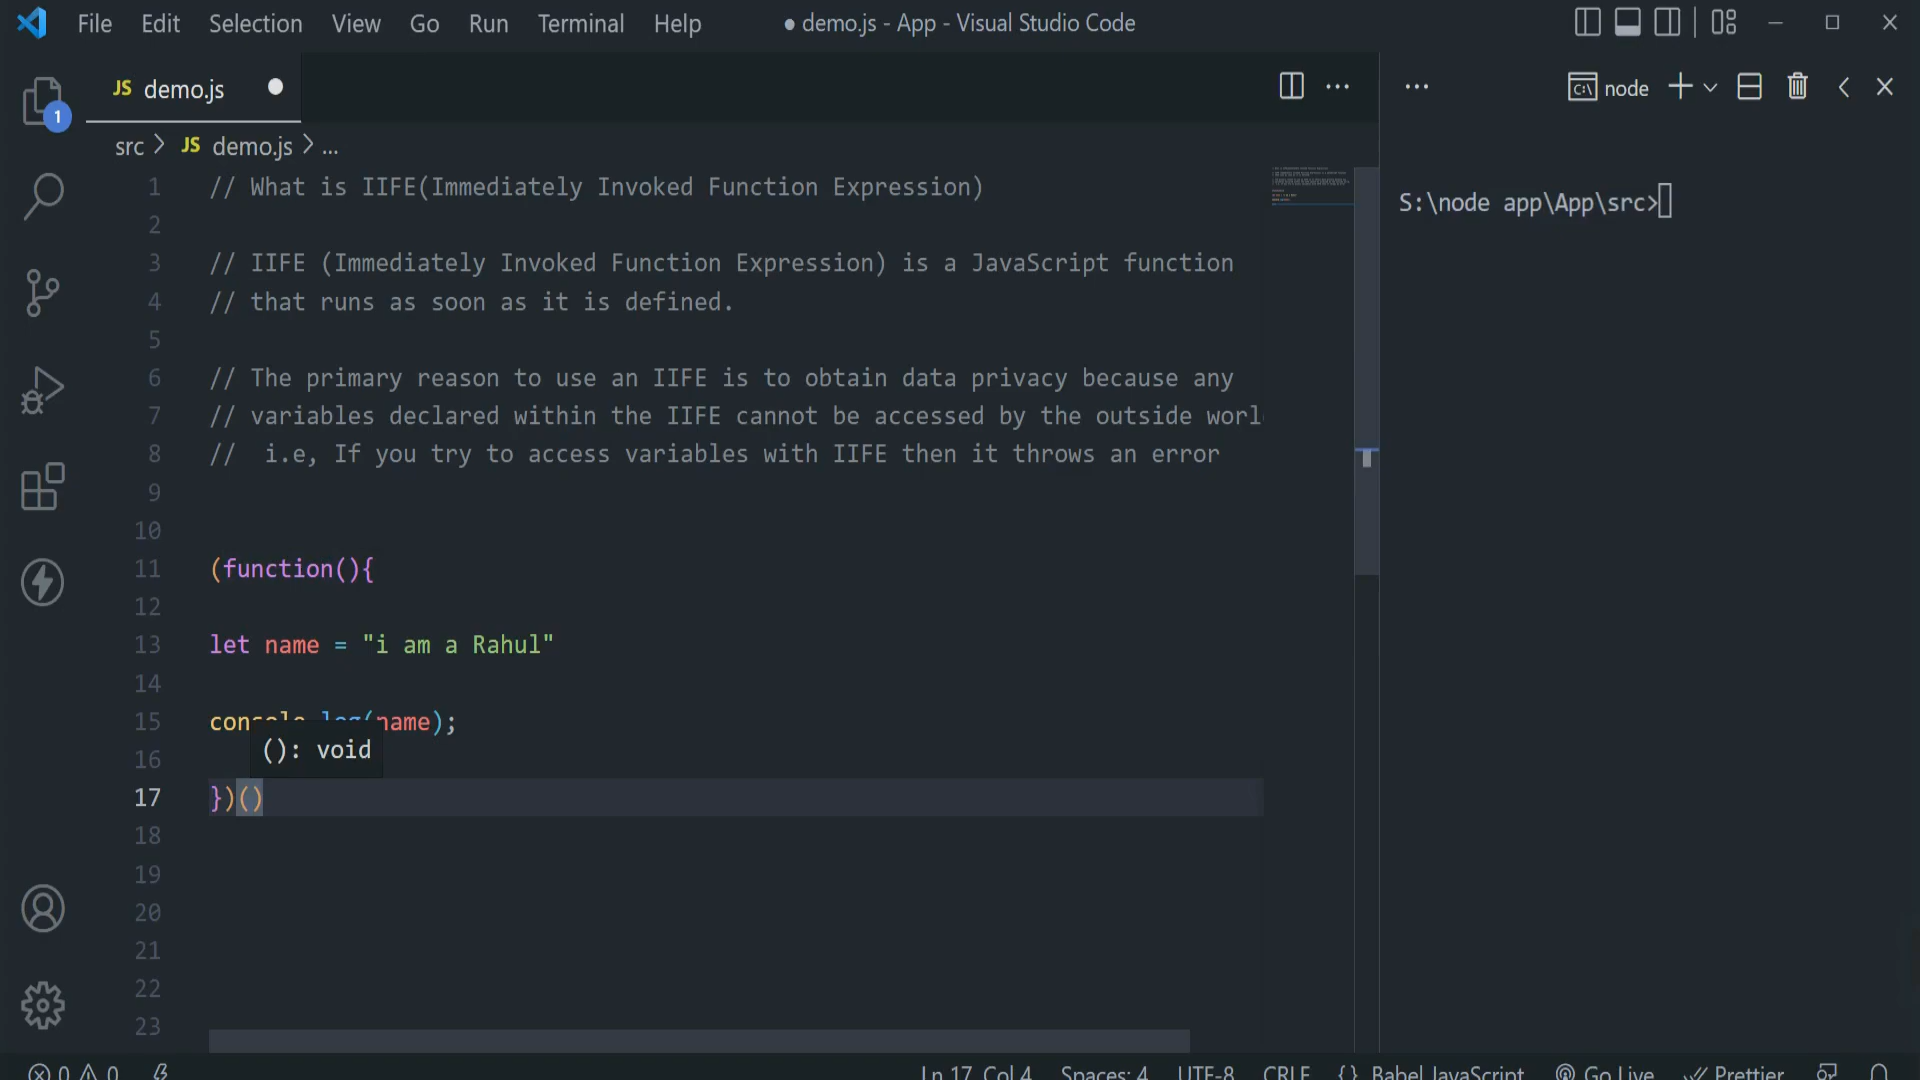 File Edit Selection View Go Run Terminal Help ● demo.js - App - Visual Studio Code
JS demo.js
node
1
src > JS demo.js > ...
1 // What is IIFE(Immediately Invoked Function Expression)
2
3 // IIFE (Immediately Invoked Function Expression) is a JavaScript function
4 // that runs as soon as it is defined.
5
6 // The primary reason to use an IIFE is to obtain data privacy because any
7 // variables declared within the IIFE cannot be accessed by the outside worl
8 //  i.e, If you try to access variables with IIFE then it throws an error
9
10
11 (function(){
12
13 let name = "i am a Rahul"
14
15 console.log(name);
(): void
16
17 })()
18
19
20
21
22
23
S:\node app\App\src>
0 0 Ln 17, Col 4 Spaces: 4 UTF-8 CRLF {} Babel JavaScript Go Live Prettier